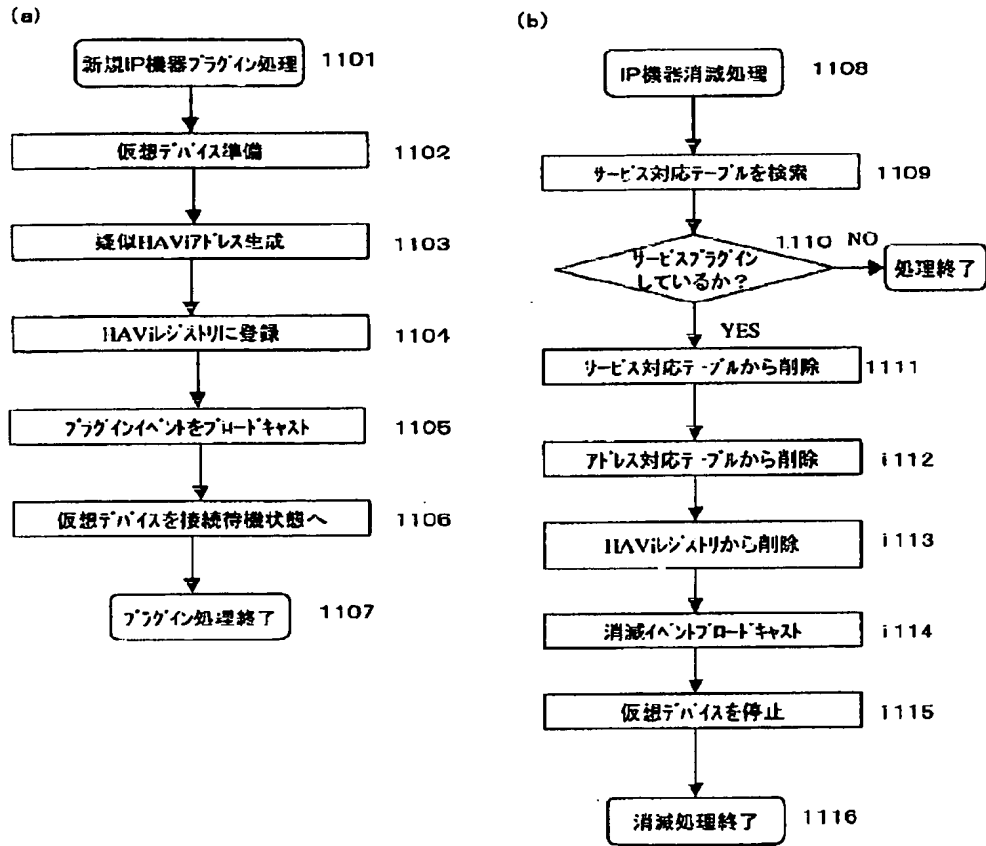 (a)
新規IP機器プラグイン処理 1101
仮想デバイス準備 1102
疑似HAViアドレス生成 1103
HAViレジストリに登録 1104
プラグインイベントをブロードキャスト 1105
仮想デバイスを接続待機状態へ 1106
プラグイン処理終了 1107
(b)
IP機器消滅処理 1108
サービス対応テーブルを検索 1109
サービスプラグイン
しているか？
1110 NO
処理終了
YES
サービス対応テーブルから削除 1111
アドレス対応テーブルから削除 1112
HAViレジストリから削除 1113
消滅イベントブロードキャスト 1114
仮想デバイスを停止 1115
消滅処理終了 1116